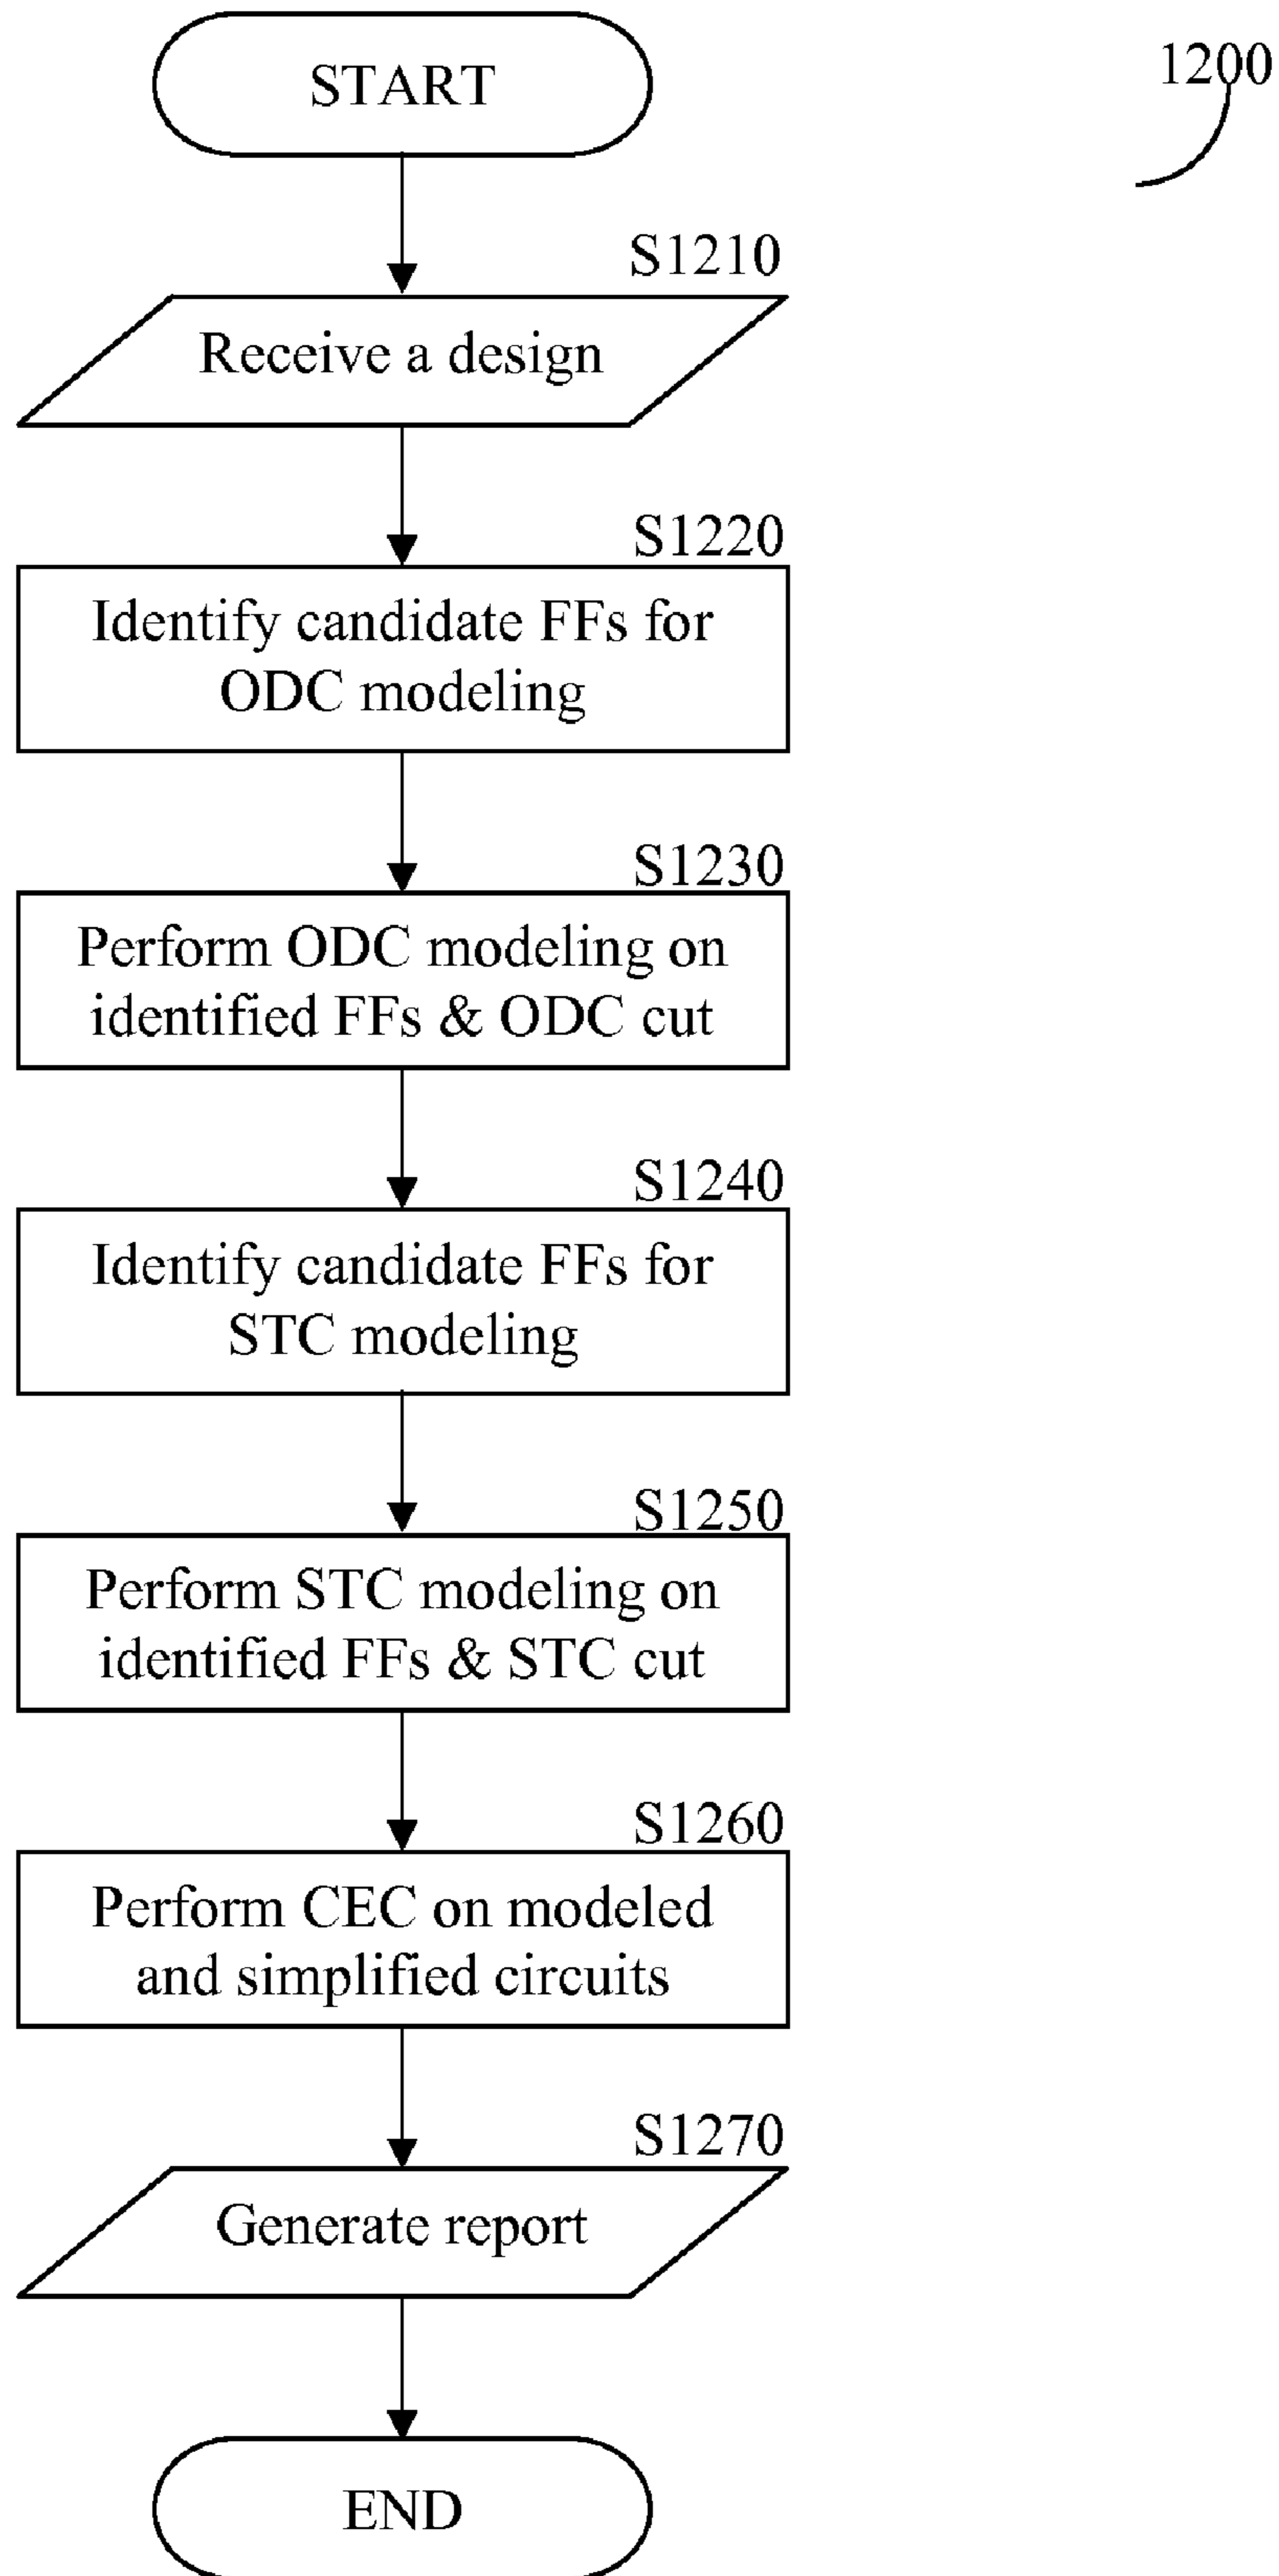 START
1200
S1210
Receive a design
S1220
Identify candidate FFs for
ODC modeling
S1230
Perform ODC modeling on
identified FFs & ODC cut
S1240
Identify candidate FFs for
STC modeling
S1250
Perform STC modeling on
identified FFs & STC cut
S1260
Perform CEC on modeled
and simplified circuits
S1270
Generate report
END